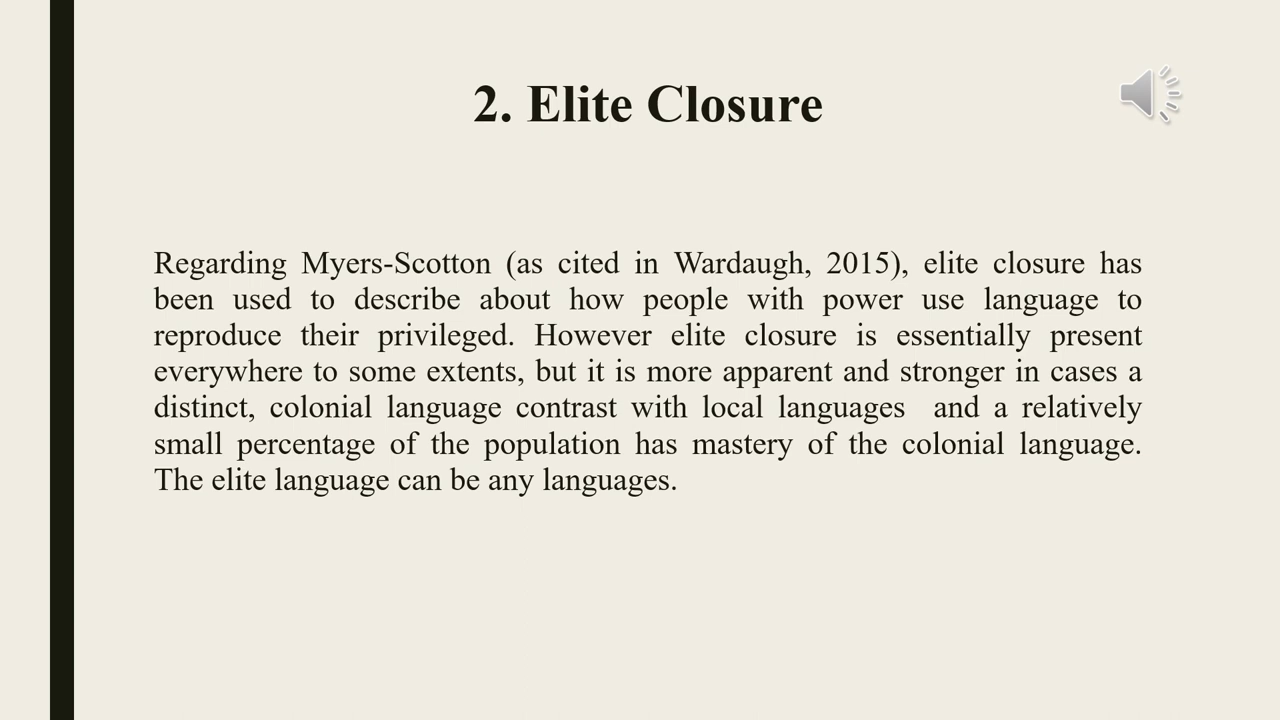 2. Elite Closure
Regarding Myers-Scotton (as cited in Wardaugh, 2015), elite closure has
been used to describe about how people with power use language to
reproduce their privileged. However elite closure is essentially present
everywhere to some extents, but it is more apparent and stronger in cases a
distinct, colonial language contrast with local languages  and a relatively
small percentage of the population has mastery of the colonial language.
The elite language can be any languages.